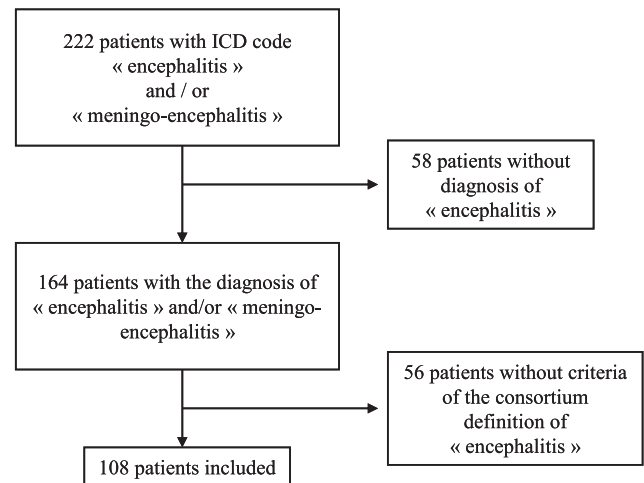 222 patients with ICD code
« encephalitis »
and / or
« meningo-encephalitis »
58 patients without
diagnosis of
« encephalitis »
164 patients with the diagnosis of
« encephalitis » and/or « meningo-
encephalitis »
56 patients without criteria
of the consortium
definition of
« encephalitis »
108 patients included